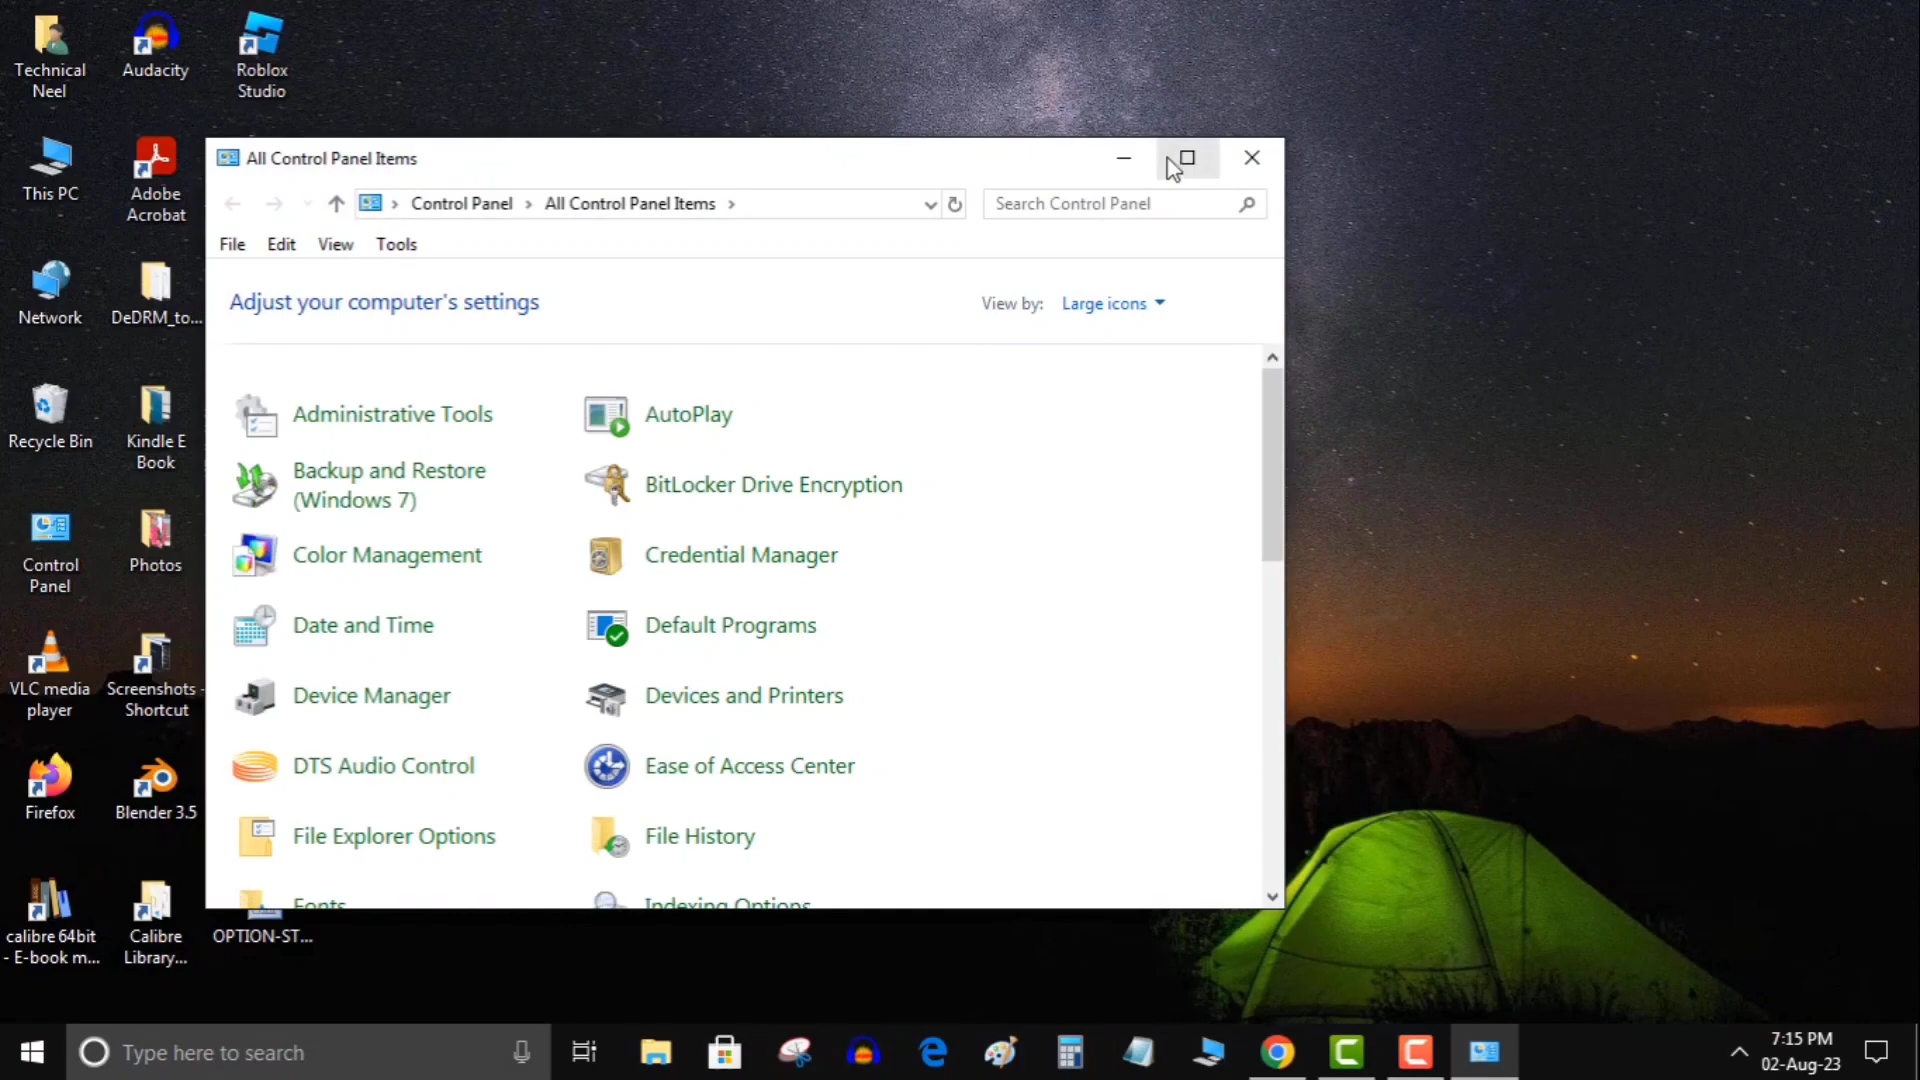 Technical
Neel
Audacity
Roblox
Studio
This PC
Adobe
Acrobat
Network
DeDRM_to...
Recycle Bin
Kindle E
Book
Control
Panel
Photos
VLC media
player
Screenshots -
Shortcut
Firefox
Blender 3.5
calibre 64bit
- E-book m...
Calibre
Library...
OPTION-ST...
All Control Panel Items
Control Panel > All Control Panel Items >
Search Control Panel
File Edit View Tools
Adjust your computer's settings
View by: Large icons
Administrative Tools
AutoPlay
Backup and Restore
(Windows 7)
BitLocker Drive Encryption
Color Management
Credential Manager
Date and Time
Default Programs
Device Manager
Devices and Printers
DTS Audio Control
Ease of Access Center
File Explorer Options
File History
Fonts
Indexing Options
Type here to search
7:15 PM
02-Aug-23